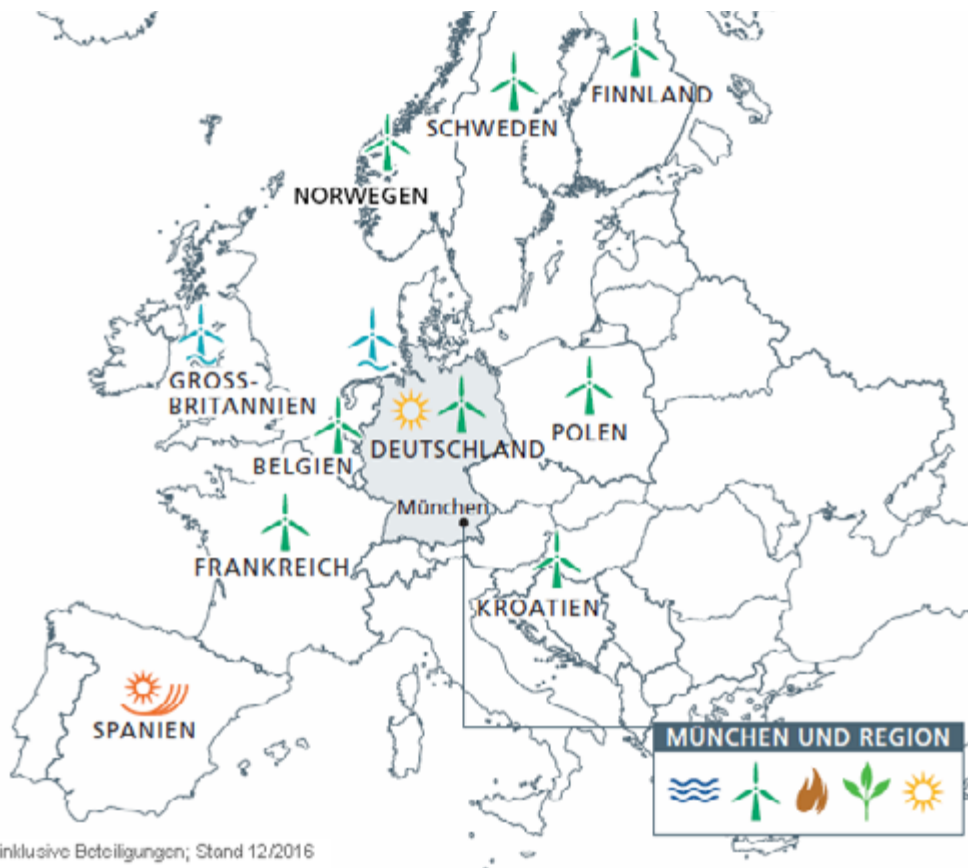 FINNLAND
SCHWEDEN
NORWEGEN
GROSS-
BRITANNIEN
DEUTSCHLAND
POLEN
BELGIEN
München
FRANKREICH
KROATIEN
SPANIEN
MÜNCHEN UND REGION
inklusive Beteiligungen; Stand 12/2016